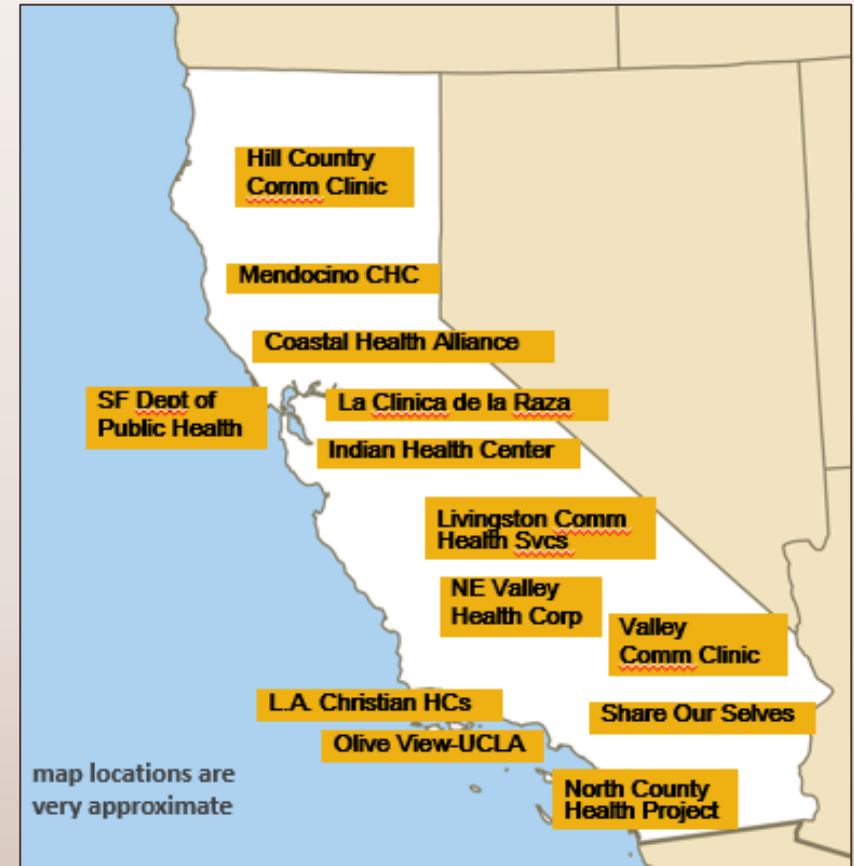 Hill Country
Comm Clinic
Mendocino CHC
Coastal Health Alliance
SF Dept of
Public Health
La Clinica de la Raza
Indian Health Center
Livingston Comm
Health Svcs
NE Valley
Health Corp
Valley
Comm Clinic
L.A. Christian HCs
Share Our Selves
Olive View-UCLA
map locations are
very approximate
North County
Health Project